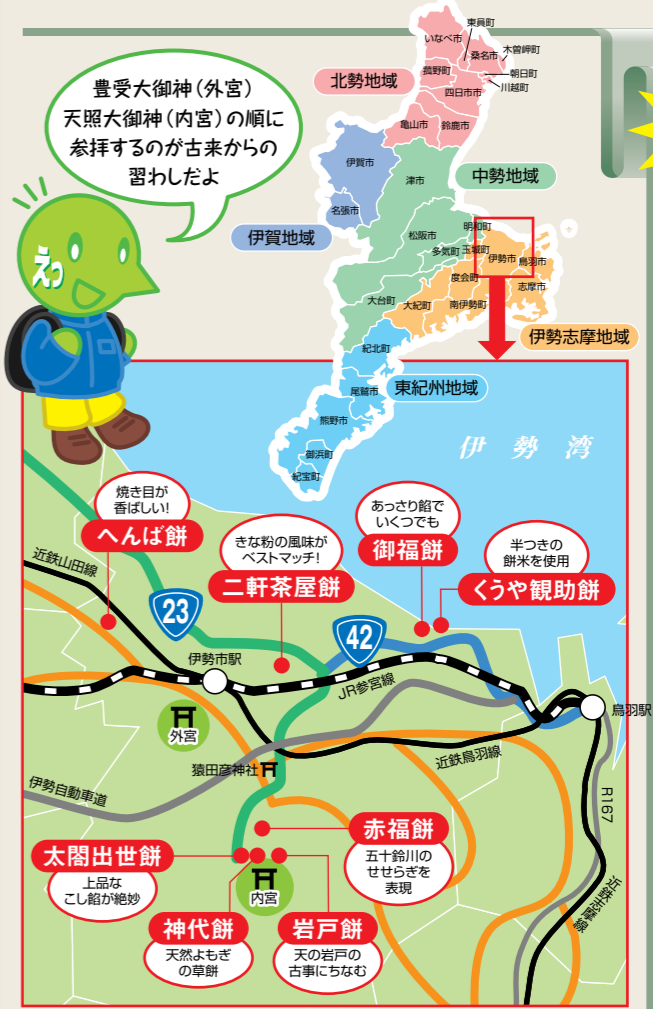 豊受大御神（外宮）
天照大御神（内宮）の順に
参拝するのが古来からの
習わしだよ
えっ
北勢地域
いなべ市
東員町
桑名市
木曽岬町
菰野町
朝日町
川越町
四日市市
亀山市
鈴鹿市
伊賀市
名張市
伊賀地域
津市
中勢地域
松阪市
明和町
多気町
玉城町
伊勢市
鳥羽市
度会町
志摩市
大台町
大紀町
南伊勢町
伊勢志摩地域
紀北町
尾鷲市
東紀州地域
熊野市
御浜町
紀宝町
伊勢湾
焼き目が
香ばしい！
へんば餅
きな粉の風味が
ベストマッチ！
二軒茶屋餅
あっさり餡で
いくつでも
御福餅
半つきの
餅米を使用
くうや観助餅
近鉄山田線
23
42
伊勢市駅
JR参宮線
鳥羽駅
外宮
猿田彦神社
近鉄鳥羽線
伊勢自動車道
R167
近鉄志摩線
赤福餅
五十鈴川の
せせらぎを
表現
太閤出世餅
上品な
こし餡が絶妙
内宮
神代餅
天然よもぎ
の草餅
岩戸餅
天の岩戸の
古事にちなむ